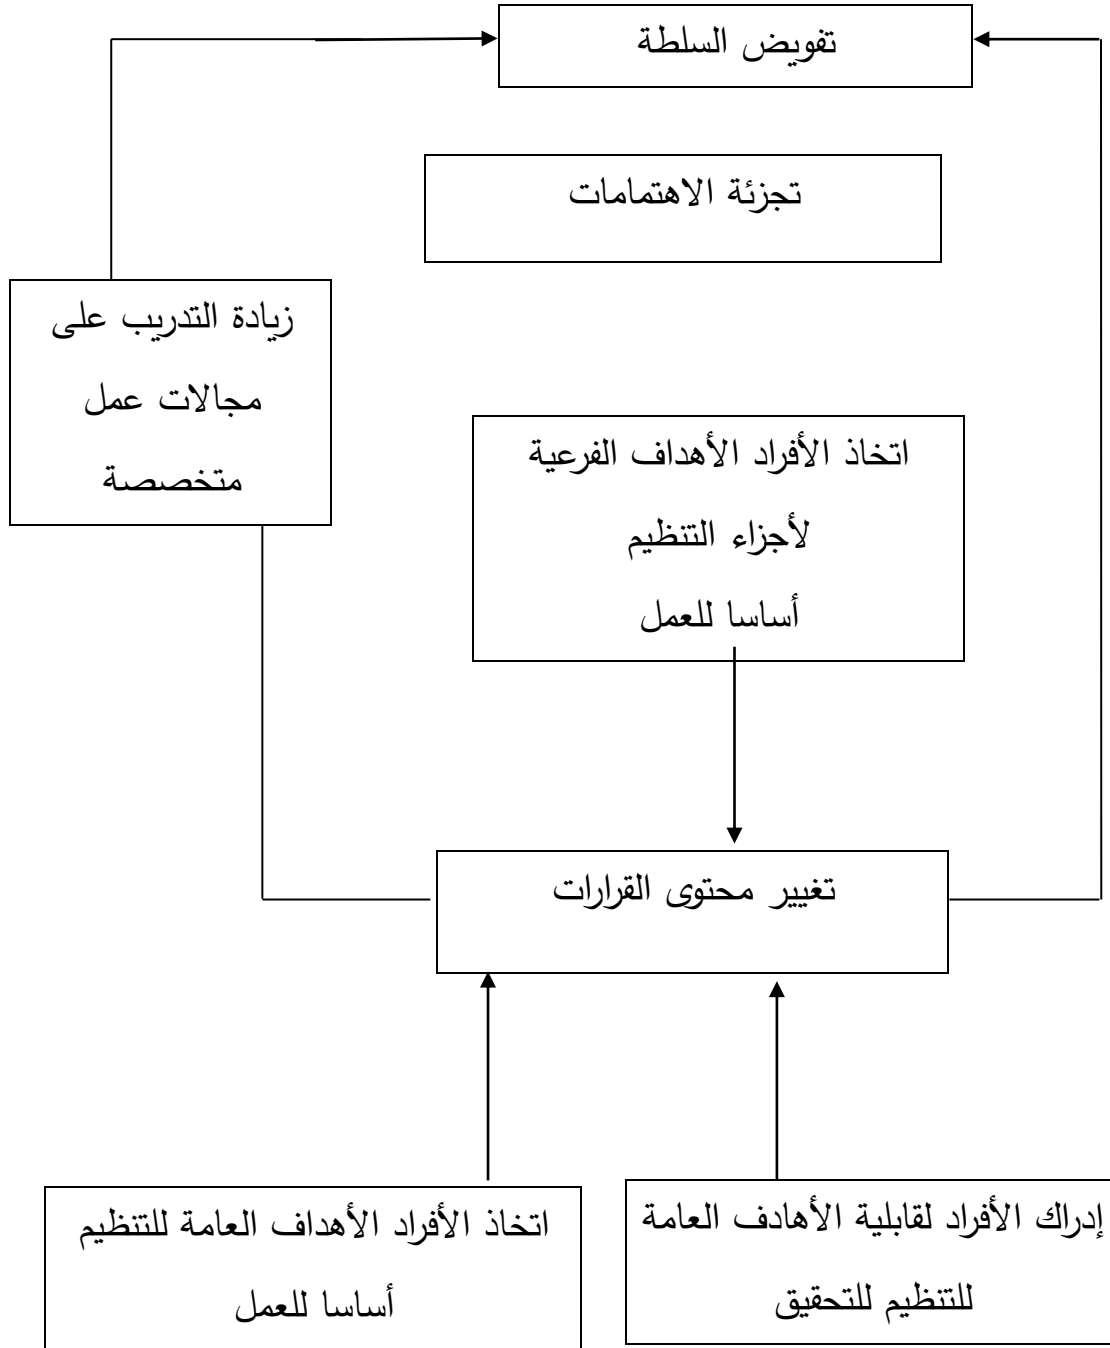 تفويض السلطة
تجزئة الاهتمامات
زيادة التدريب على
مجالات عمل
متخصصة
اتخاذ الأفراد الأهداف الفرعية
لأجزاء التنظيم
أساسا للعمل
تغيير محتوى القرارات
إدراك الأفراد لقابلية الأهادف العامة
للتنظيم للتحقيق
اتخاذ الأفراد الأهداف العامة للتنظيم
أساسا للعمل